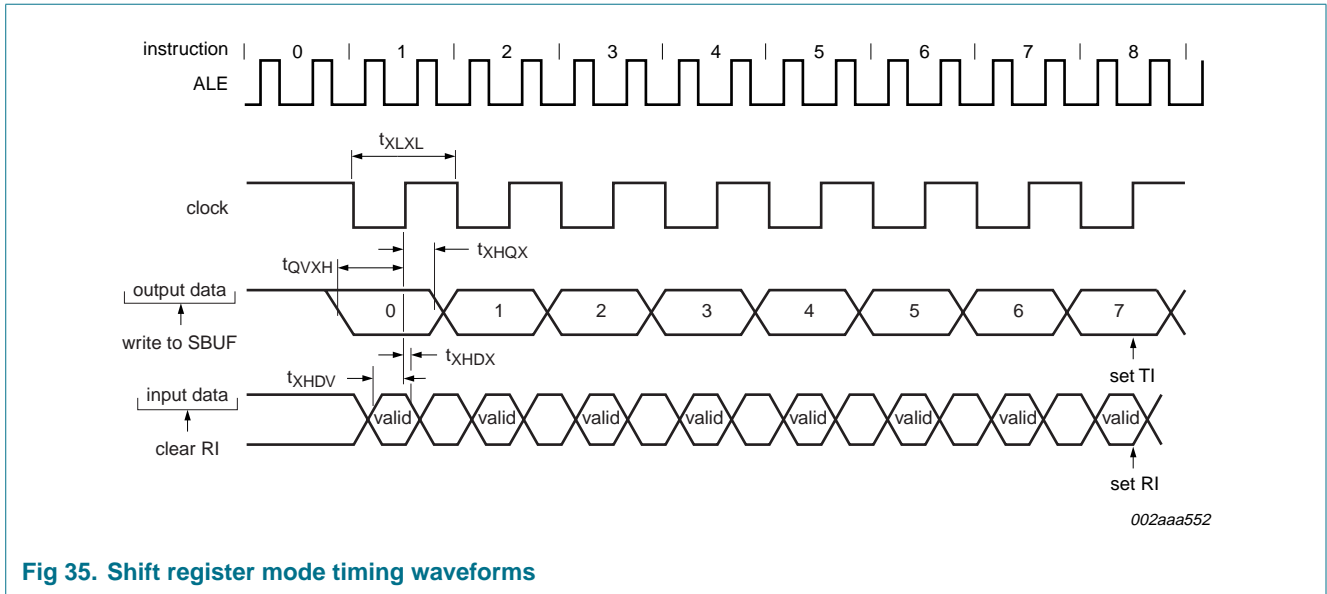 instruction | 0 | 1 | 2 | 3 | 4 | 5 | 6 | 7 | 8 |
ALE
tXLXL
clock
tXHQX
tQVXH
output data
0 1 2 3 4 5 6 7
write to SBUF
tXHDX
set TI
tXHDV
input data
valid valid valid valid valid valid valid valid
clear RI
set RI
002aaa552
Fig 35. Shift register mode timing waveforms